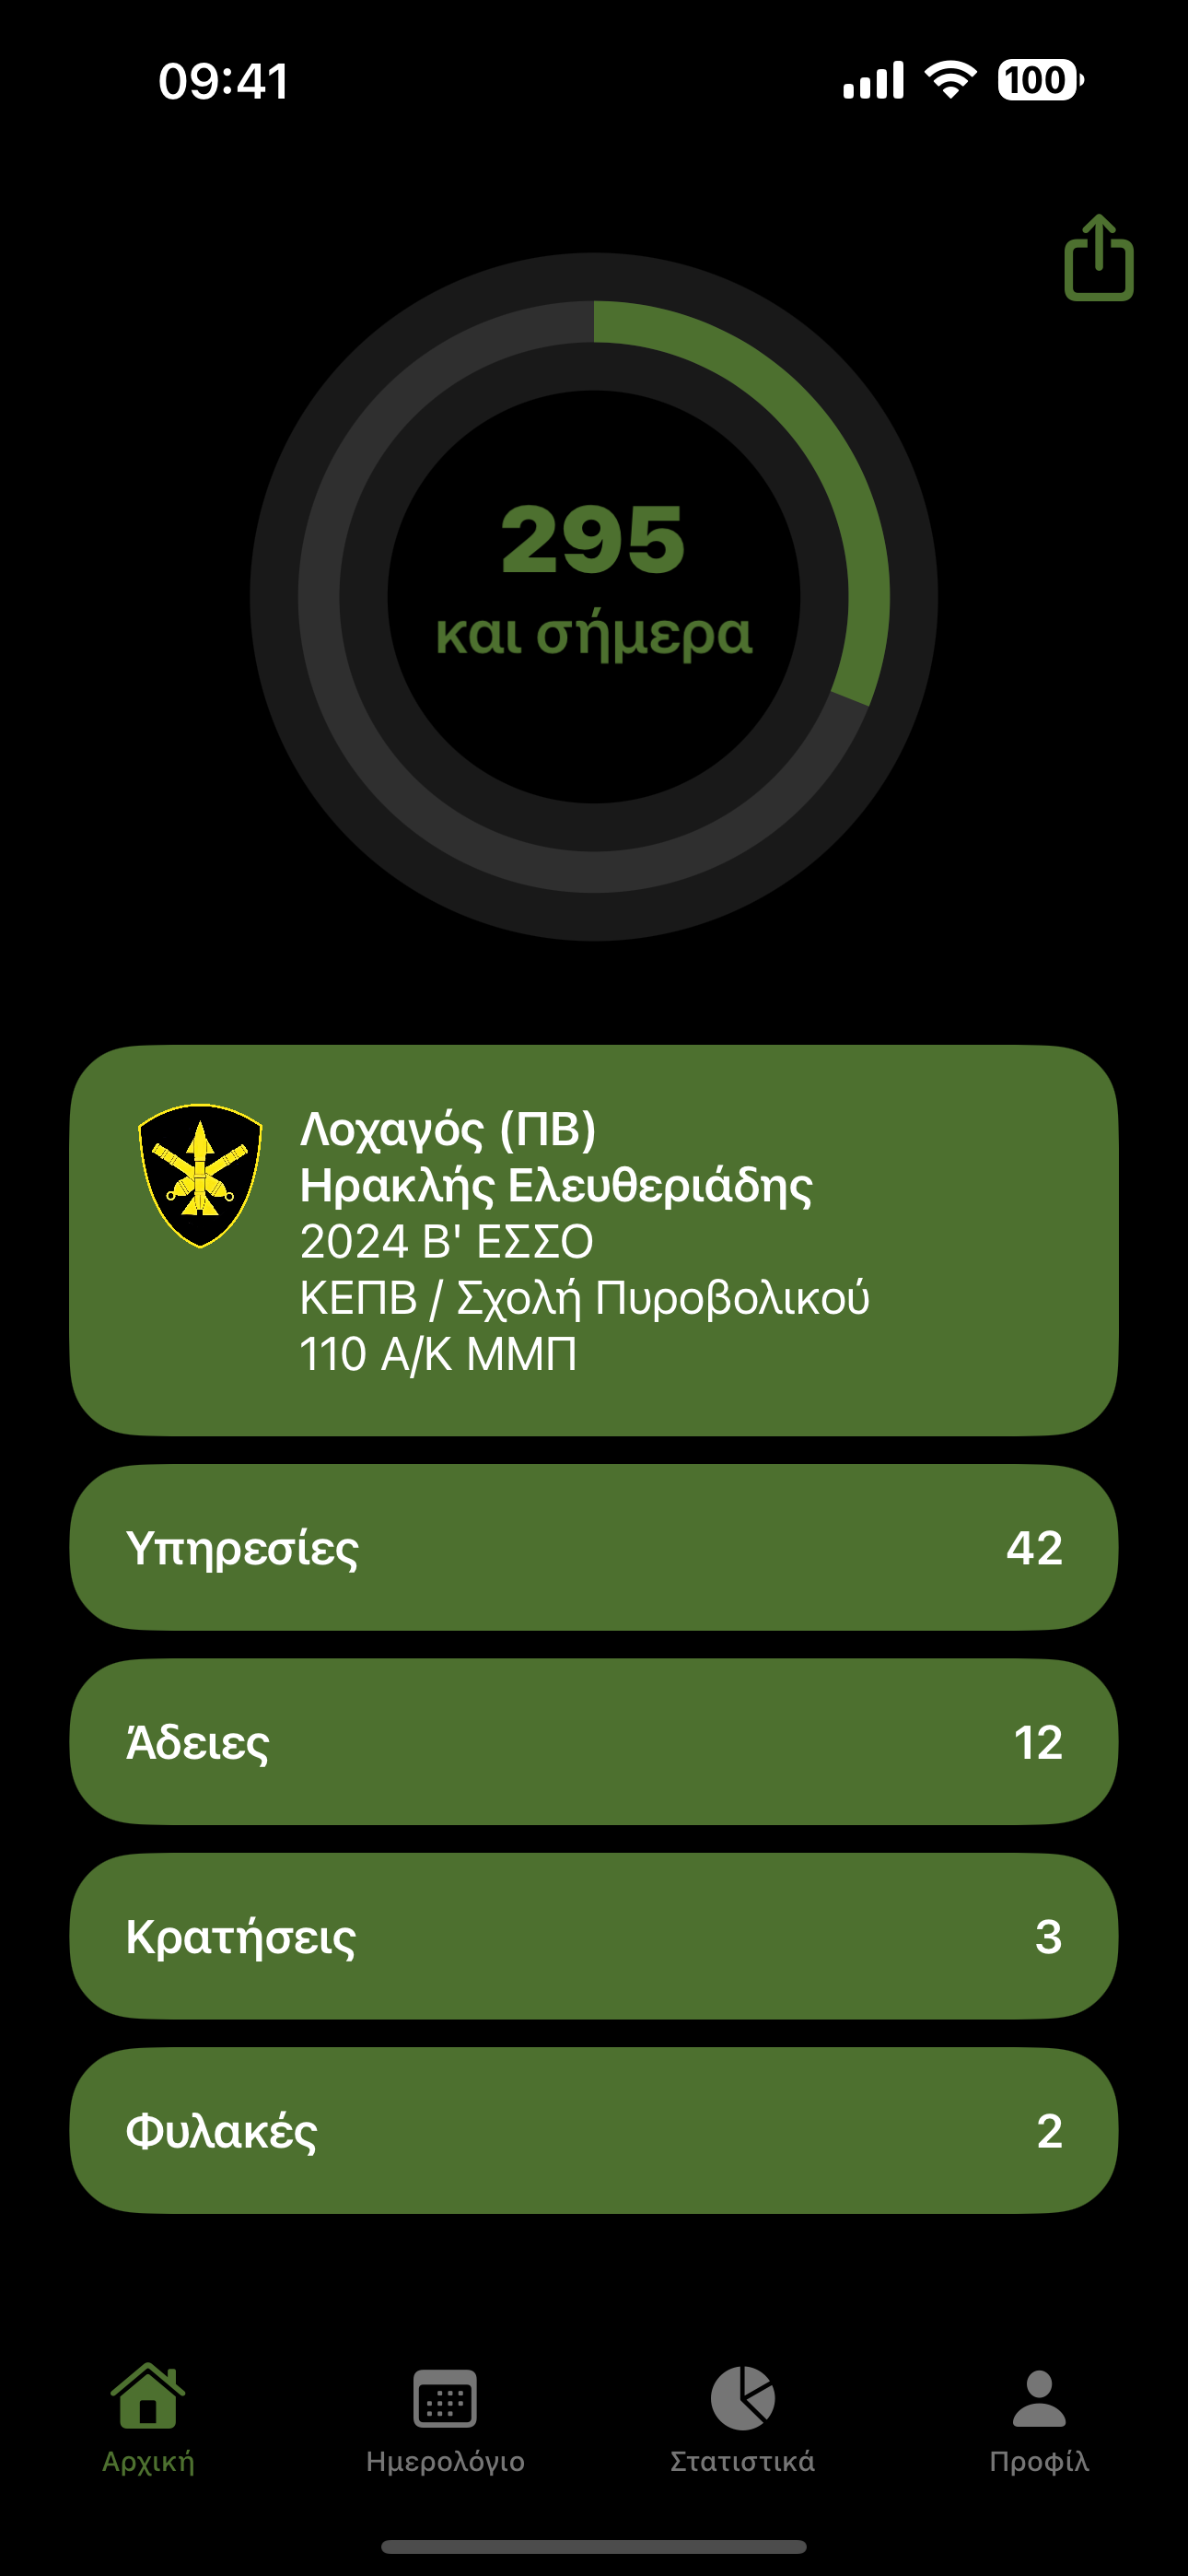 09:41
100
295
και σήμερα
Λοχαγός (ΠΒ)
Ηρακλής Ελευθεριάδης
2024 Β' ΕΣΣΟ
ΚΕΠΒ / Σχολή Πυροβολικού
110 Α/Κ ΜΜΠ
Υπηρεσίες 42
Άδειες 12
Κρατήσεις 3
Φυλακές 2
Αρχική Ημερολόγιο Στατιστικά Προφίλ